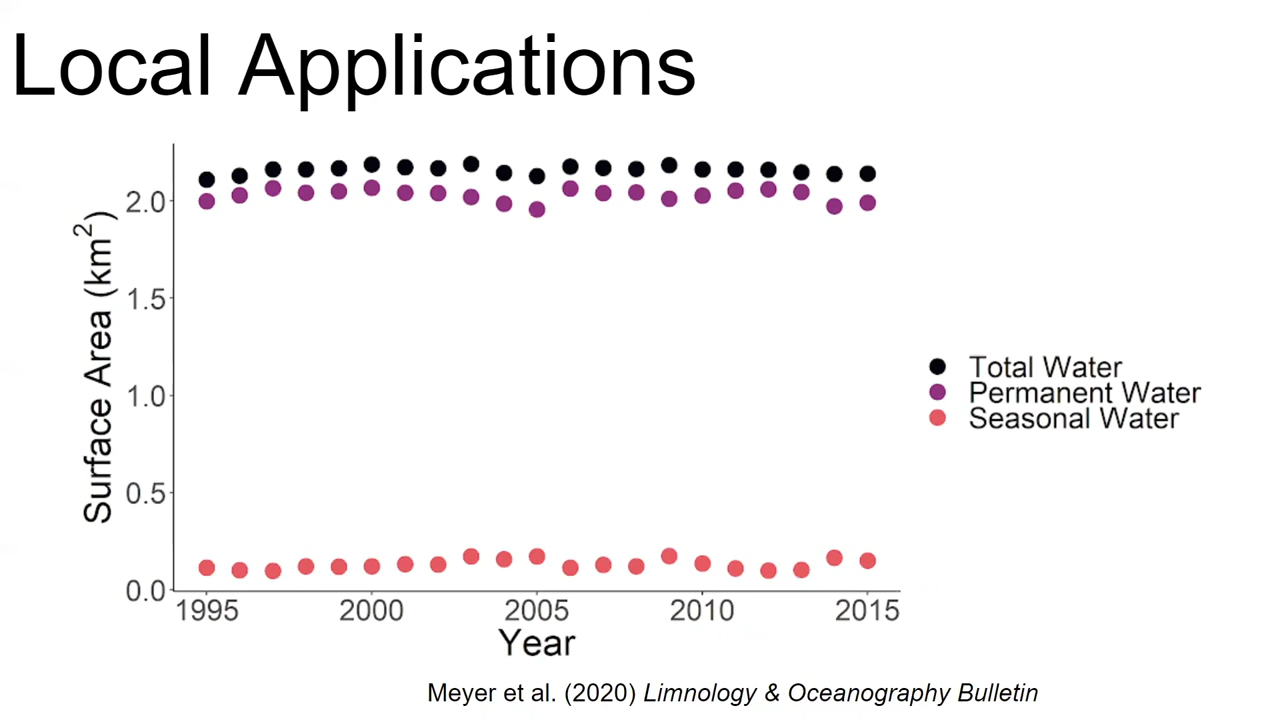 Local Applications
Surface Area (km²)
2.0
1.5
1.0
0.5
0.0
1995 2000 2005 2010 2015
Year
Total Water
Permanent Water
Seasonal Water
Meyer et al. (2020) Limnology & Oceanography Bulletin